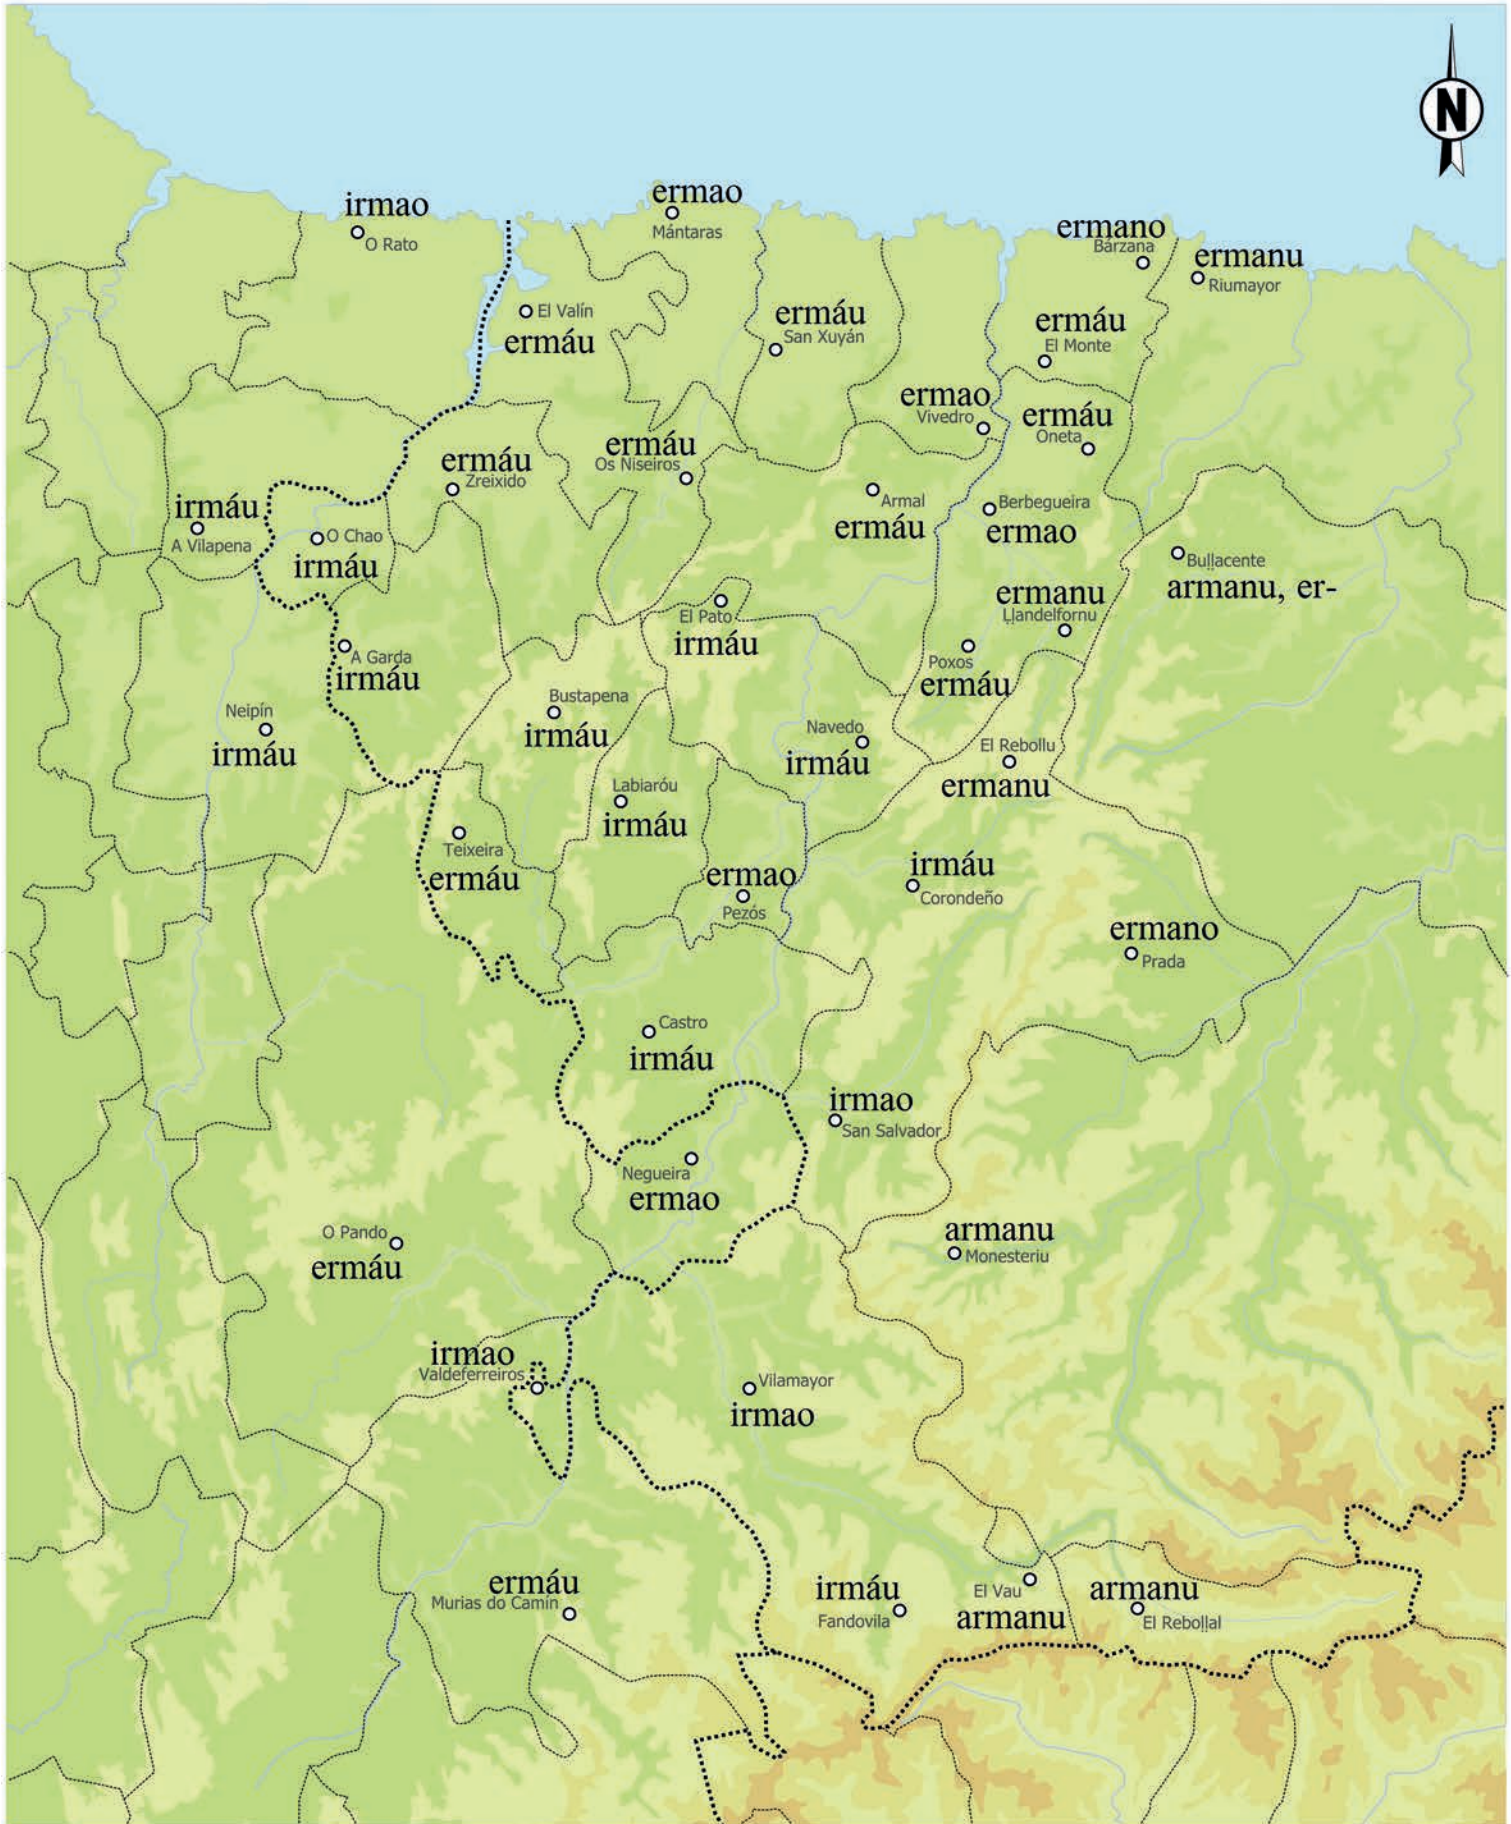 N
irmao
O Rato
ermao
Mántaras
ermano
Bárzana
ermanu
Riumayor
El Valín
ermáu
ermáu
San Xuyán
ermáu
El Monte
ermao
Vivedro
ermáu
Oneta
ermáu
Zreixido
ermáu
Os Niseiros
irmáu
A Vilapena
O Chao
irmáu
Armal
ermáu
Berbegueira
ermao
Buḷḷacente
armanu, er-
ermanu
Ḷḷandelfornu
El Pato
irmáu
A Garda
irmáu
Poxos
ermáu
Bustapena
irmáu
Neipín
irmáu
Navedo
irmáu
El Rebollu
ermanu
Labiaróu
irmáu
Teixeira
ermáu
ermao
Pezós
irmáu
Corondeño
ermano
Prada
Castro
irmáu
irmao
San Salvador
Negueira
ermao
O Pando
ermáu
armanu
Monesteriu
irmao
Valdeferreiros
Vilamayor
irmao
ermáu
Murias do Camín
irmáu
Fandovila
El Vau
armanu
armanu
El Reboḷḷal